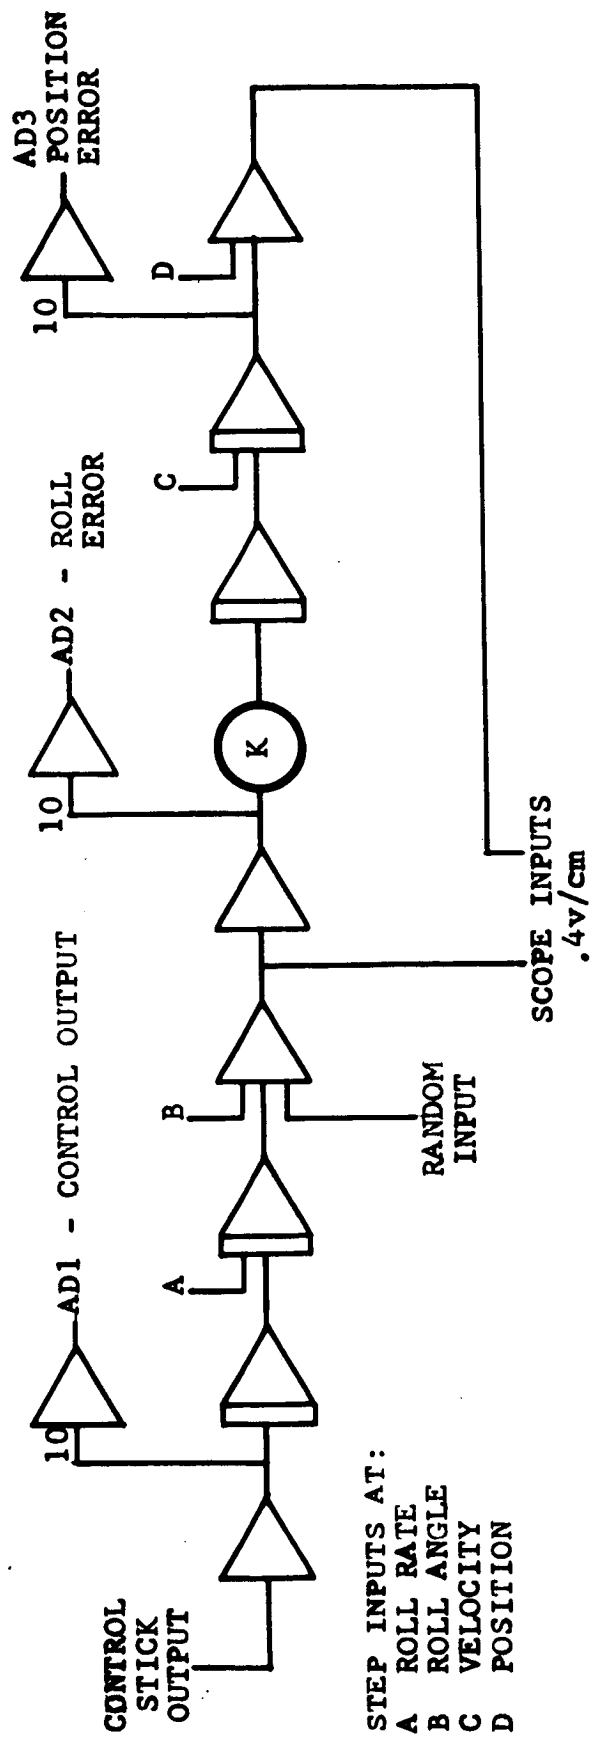 CONTROL
STICK
OUTPUT
10
AD1 - CONTROL OUTPUT
A
B
RANDOM
INPUT
10
AD2 - ROLL
ERROR
K
C
10
AD3
POSITION
ERROR
D
SCOPE INPUTS
.4v/cm
STEP INPUTS AT:
A ROLL RATE
B ROLL ANGLE
C VELOCITY
D POSITION